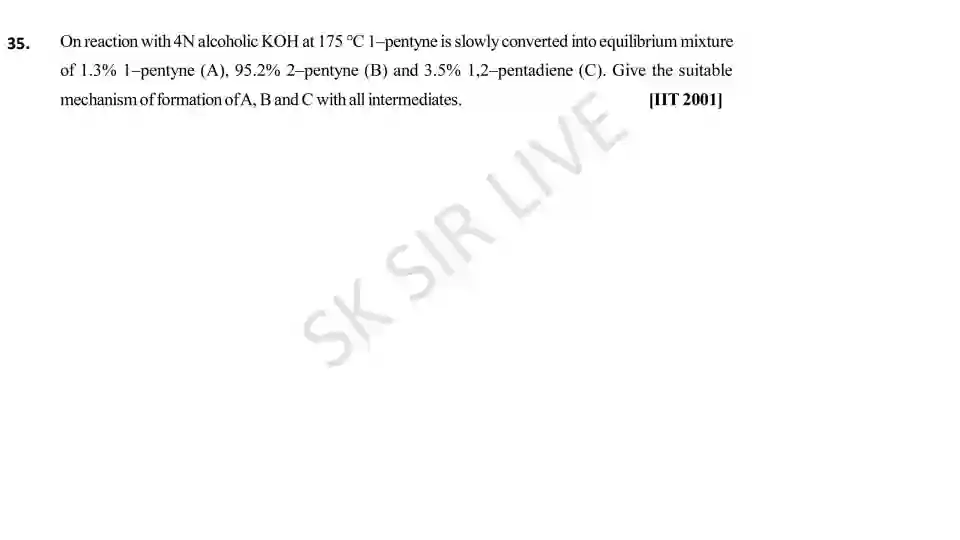 35. On reaction with 4N alcoholic KOH at 175 °C 1–pentyne is slowly converted into equilibrium mixture
of 1.3% 1–pentyne (A), 95.2% 2–pentyne (B) and 3.5% 1,2–pentadiene (C). Give the suitable
mechanism of formation of A, B and C with all intermediates. [IIT 2001]
SK SIR LIVE